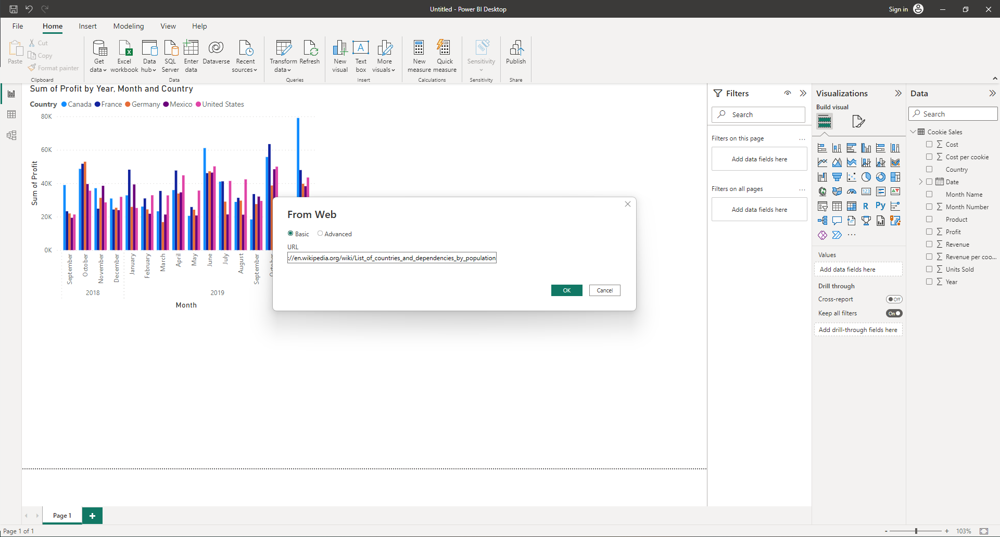 Untitled - Power BI Desktop
Sign in
File Home Insert Modeling View Help
Paste
Cut
Copy
Format painter
Clipboard
Get data
Excel workbook
Data hub
SQL Server
Enter data
Dataverse
Recent sources
Data
Transform data
Refresh
Queries
New visual
Text box
More visuals
Insert
New measure
Quick measure
Calculations
Sensitivity
Sensitivity
Publish
Share
Sum of Profit by Year, Month and Country
Country Canada France Germany Mexico United States
80K
60K
40K
20K
0K
Sum of Profit
September October November December January February March April May June July August September October
2018 2019
Month
From Web
Basic Advanced
URL
://en.wikipedia.org/wiki/List_of_countries_and_dependencies_by_population
OK Cancel
Filters
Search
Filters on this page ...
Add data fields here
Filters on all pages ...
Add data fields here
Visualizations
Build visual
123
R Py
...
Values
Add data fields here
Drill through
Cross-report Off
Keep all filters On
Add drill-through fields here
Data
Search
Cookie Sales
Σ Cost
Σ Cost per cookie
Country
Date
Month Name
Σ Month Number
Product
Σ Profit
Σ Revenue
Σ Revenue per coo...
Σ Units Sold
Σ Year
Page 1 +
Page 1 of 1
- + 103%